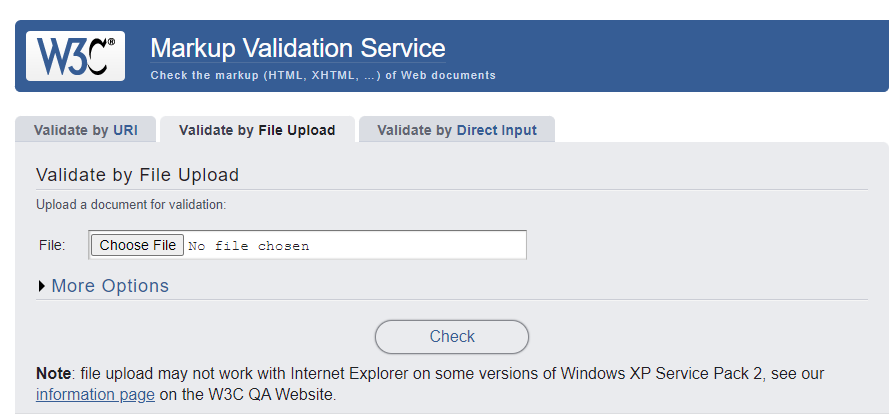 W3C®
Markup Validation Service
Check the markup (HTML, XHTML, …) of Web documents
Validate by URI
Validate by File Upload
Validate by Direct Input
Validate by File Upload
Upload a document for validation:
File: Choose File No file chosen
More Options
Check
Note: file upload may not work with Internet Explorer on some versions of Windows XP Service Pack 2, see our
information page on the W3C QA Website.